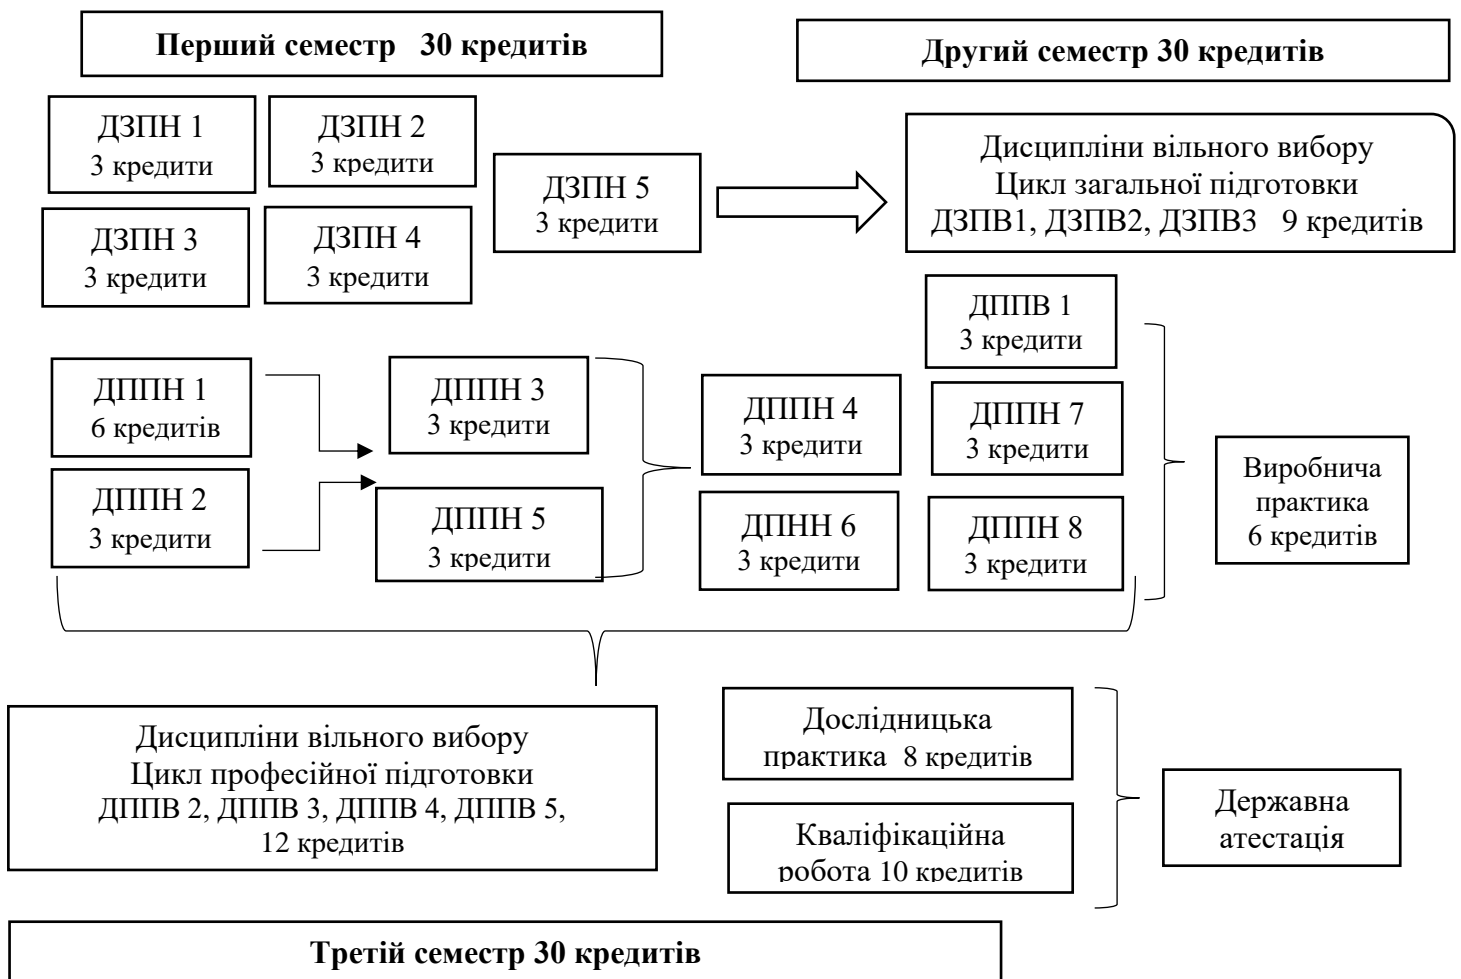 Перший семестр 30 кредитів
Другий семестр 30 кредитів
ДЗПН 1
3 кредити
ДЗПН 2
3 кредити
ДЗПН 3
3 кредити
ДЗПН 4
3 кредити
ДЗПН 5
3 кредити
Дисципліни вільного вибору
Цикл загальної підготовки
ДЗПВ1, ДЗПВ2, ДЗПВ3 9 кредитів
ДППН 1
6 кредитів
ДППН 2
3 кредити
ДППН 3
3 кредити
ДППН 5
3 кредити
ДППН 4
3 кредити
ДПНН 6
3 кредити
ДППВ 1
3 кредити
ДППН 7
3 кредити
ДППН 8
3 кредити
Виробнича
практика
6 кредитів
Дисципліни вільного вибору
Цикл професійної підготовки
ДППВ 2, ДППВ 3, ДППВ 4, ДППВ 5,
12 кредитів
Дослідницька
практика 8 кредитів
Кваліфікаційна
робота 10 кредитів
Державна
атестація
Третій семестр 30 кредитів